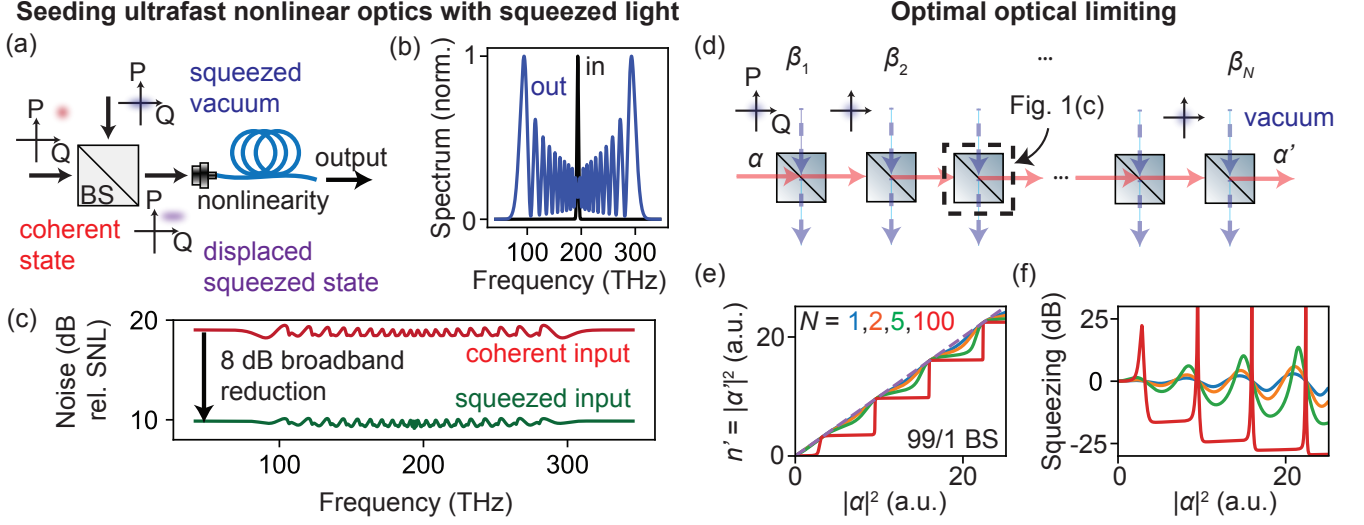 Seeding ultrafast nonlinear optics with squeezed light
(a)
P
Q
P
Q
squeezed
vacuum
BS
nonlinearity
output
P
Q
coherent
state
displaced
squeezed state
(b)
Spectrum (norm.)
1
0
out
in
100 200 300
Frequency (THz)
(c)
Noise (dB
rel. SNL)
20
10
8 dB broadband
reduction
coherent input
squeezed input
100 200 300
Frequency (THz)
Optimal optical limiting
(d)
β1 β2 ... βN
P
Q
Fig. 1(c)
vacuum
α
...
α'
(e)
n' = |α'|² (a.u.)
20
0
N = 1,2,5,100
99/1 BS
0 20
|α|² (a.u.)
(f)
Squeezing (dB)
25
0
-25
0 20
|α|² (a.u.)